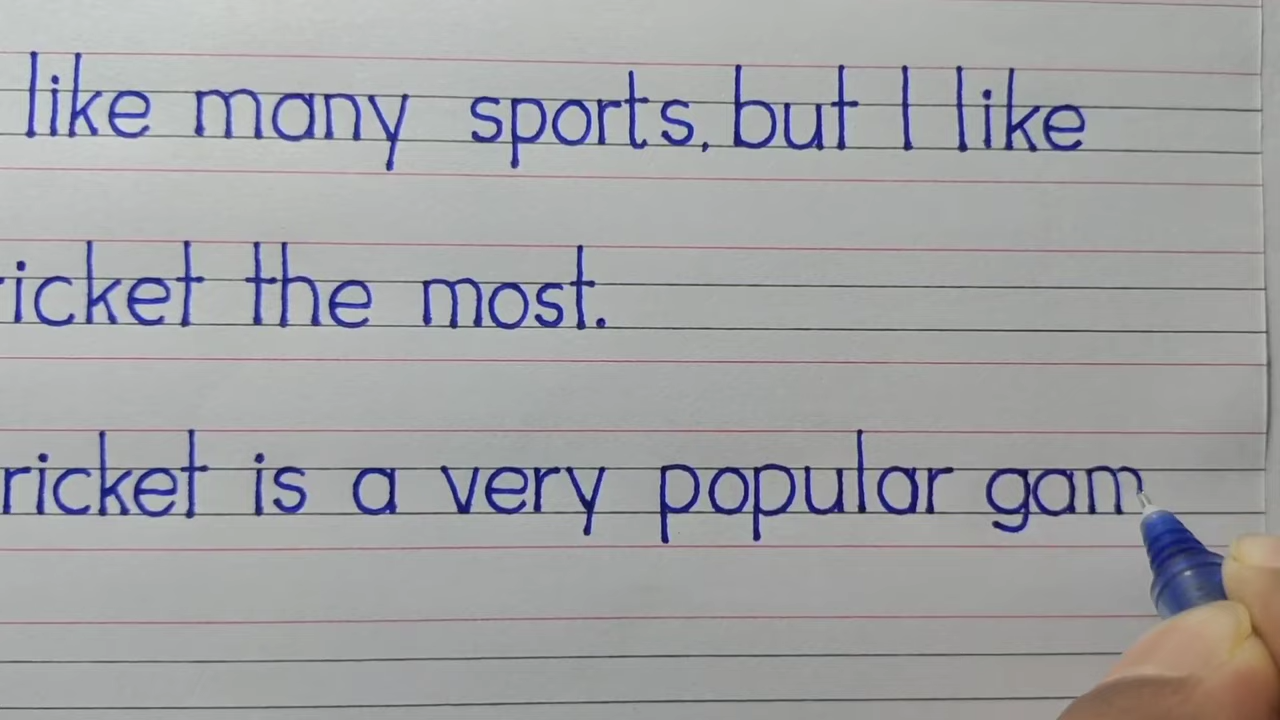 like many sports, but I like
ricket the most.
ricket is a very popular gam